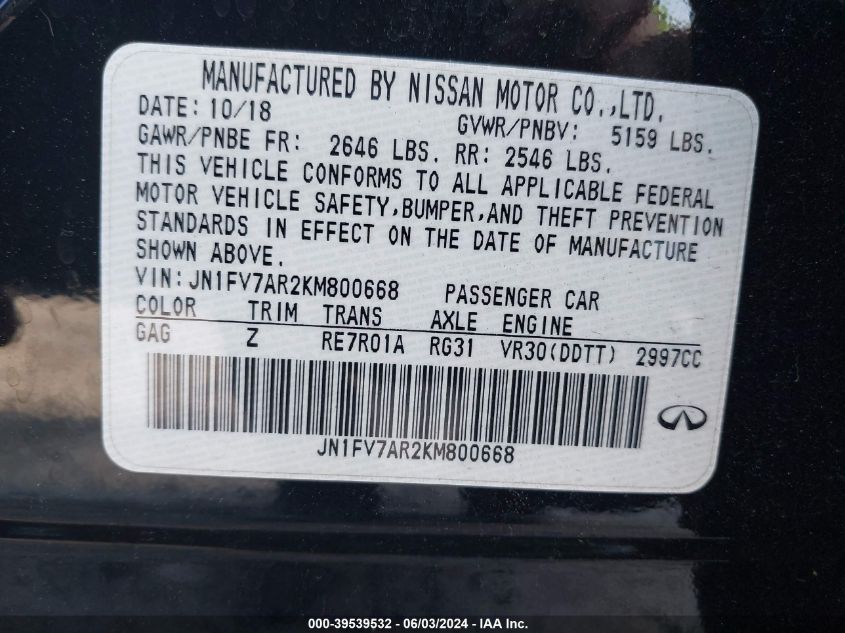 MANUFACTURED BY NISSAN MOTOR CO.,LTD.
DATE: 10/18 GVWR/PNBV: 5159 LBS.
GAWR/PNBE FR: 2646 LBS. RR: 2546 LBS.
THIS VEHICLE CONFORMS TO ALL APPLICABLE FEDERAL
MOTOR VEHICLE SAFETY,BUMPER,AND THEFT PREVENTION
STANDARDS IN EFFECT ON THE DATE OF MANUFACTURE
SHOWN ABOVE.
VIN:JN1FV7AR2KM800668 PASSENGER CAR
COLOR TRIM TRANS AXLE ENGINE
GAG Z RE7R01A RG31 VR30(DDTT) 2997CC
JN1FV7AR2KM800668
000-39539532 - 06/03/2024 - IAA Inc.